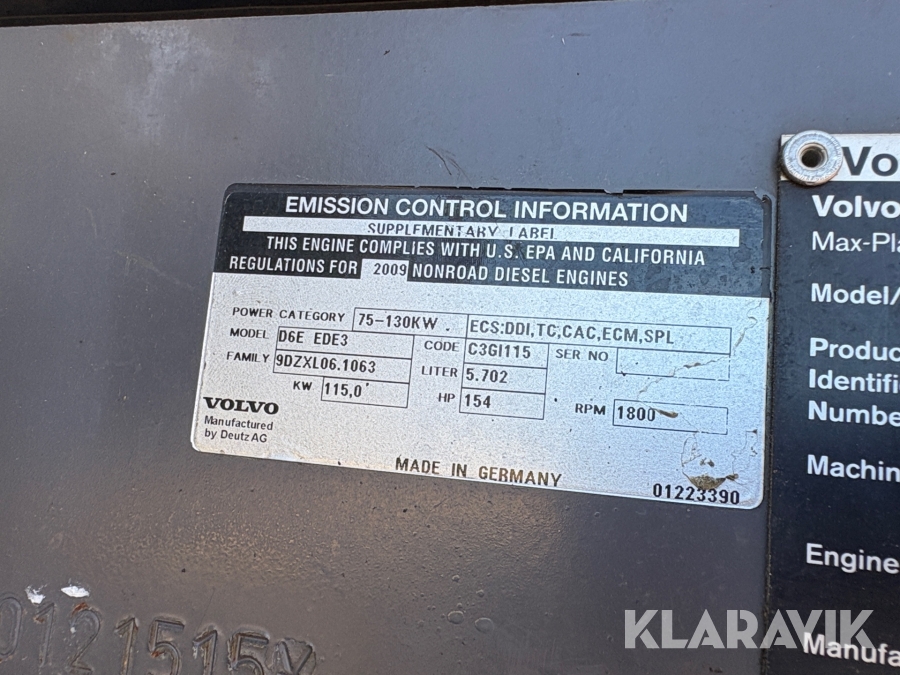 EMISSION CONTROL INFORMATION
SUPPLEMENTARY LABEL
THIS ENGINE COMPLIES WITH U.S. EPA AND CALIFORNIA
REGULATIONS FOR 2009 NONROAD DIESEL ENGINES
POWER CATEGORY 75-130KW. ECS:DDI,TC,CAC,ECM,SPL
MODEL D6E EDE3 CODE C3GI115 SER NO
FAMILY 9DZXL06.1063 LITER 5.702
KW 115,0 HP 154 RPM 1800
VOLVO
Manufactured
by Deutz AG
MADE IN GERMANY
01223390
Vo
Volvo
Max-Pla
Model/
Produc
Identifi
Numbe
Machin
Engine
Manufa
KLARAVIK